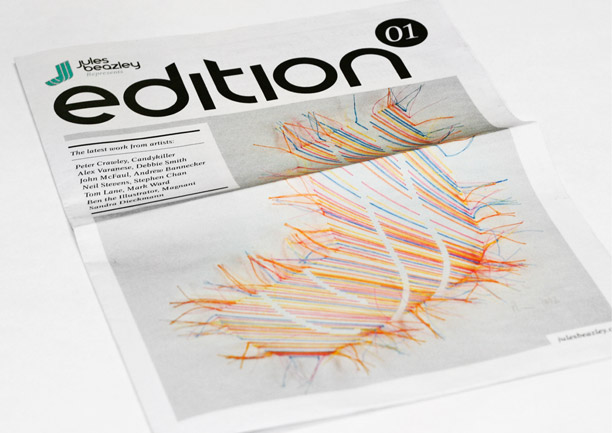 Jules
beazley
Represents
edition
01
The latest work from artists:
Peter Crawley, Candykiller
Alex Varanese, Debbie Smith
John McFaul, Andrew Bannecker
Neil Stevens, Stephen Chan
Tom Lane, Mark Ward
Ben the Illustrator, Magnaut
Sandra Dieckmann
julesbeazley.c